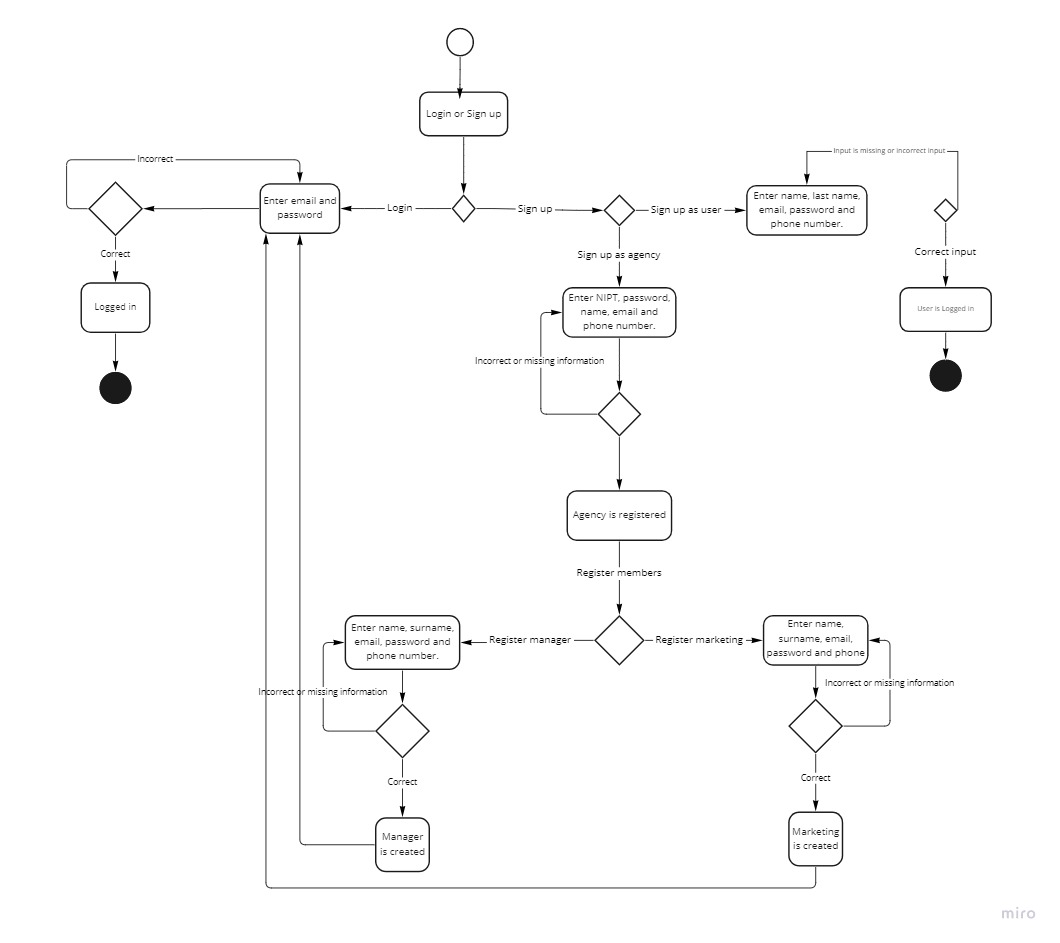 Login or Sign up
Input is missing or incorrect input
Incorrect
Enter email and
password
Login
Sign up
Sign up as user
Enter name, last name,
email, password and
phone number.
Correct
Sign up as agency
Correct input
Logged in
Enter NIPT, password,
name, email and
phone number.
User is Logged in
Incorrect or missing information
Agency is registered
Register members
Enter name, surname,
email, password and
phone number.
Register manager
Register marketing
Enter name,
surname, email,
password and phone
Incorrect or missing information
Incorrect or missing information
Correct
Correct
Manager
is created
Marketing
is created
miro